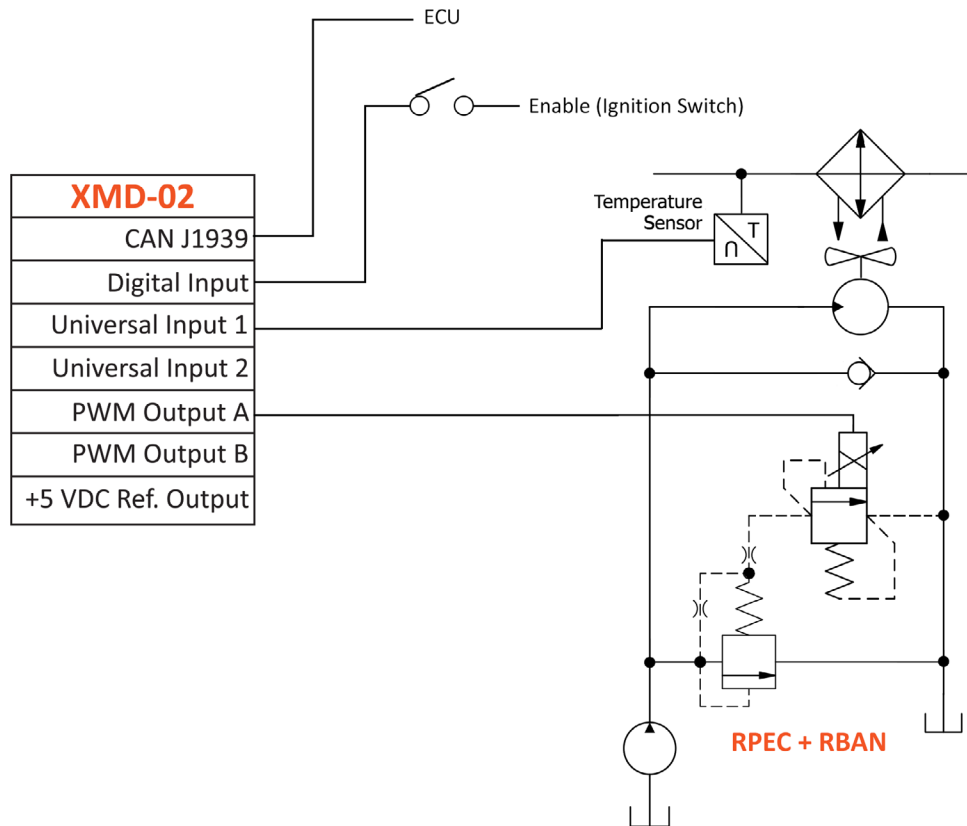 ECU
Enable (Ignition Switch)
XMD-02
CAN J1939
Digital Input
Universal Input 1
Universal Input 2
PWM Output A
PWM Output B
+5 VDC Ref. Output
Temperature
Sensor
T
U
RPEC + RBAN